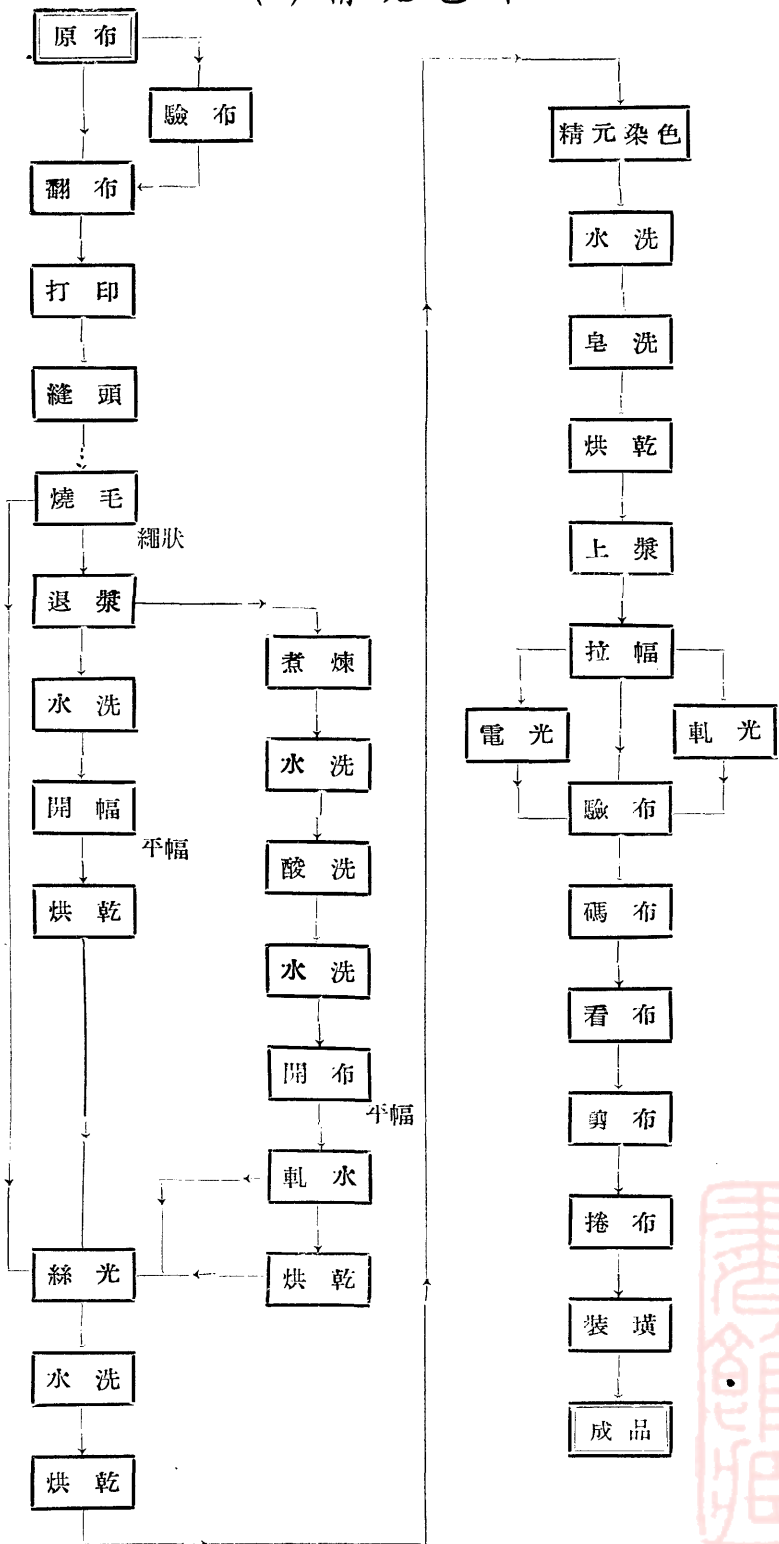 精元色布
原布
驗布
翻布
打印
縫頭
燒毛
繩狀
退漿
水洗
開幅
平幅
烘乾
煮煉
水洗
酸洗
水洗
開布
平幅
軋水
烘乾
絲光
水洗
烘乾
精元染色
水洗
皂洗
烘乾
上漿
拉幅
電光
軋光
驗布
碼布
看布
剪布
捲布
裝璜
成品